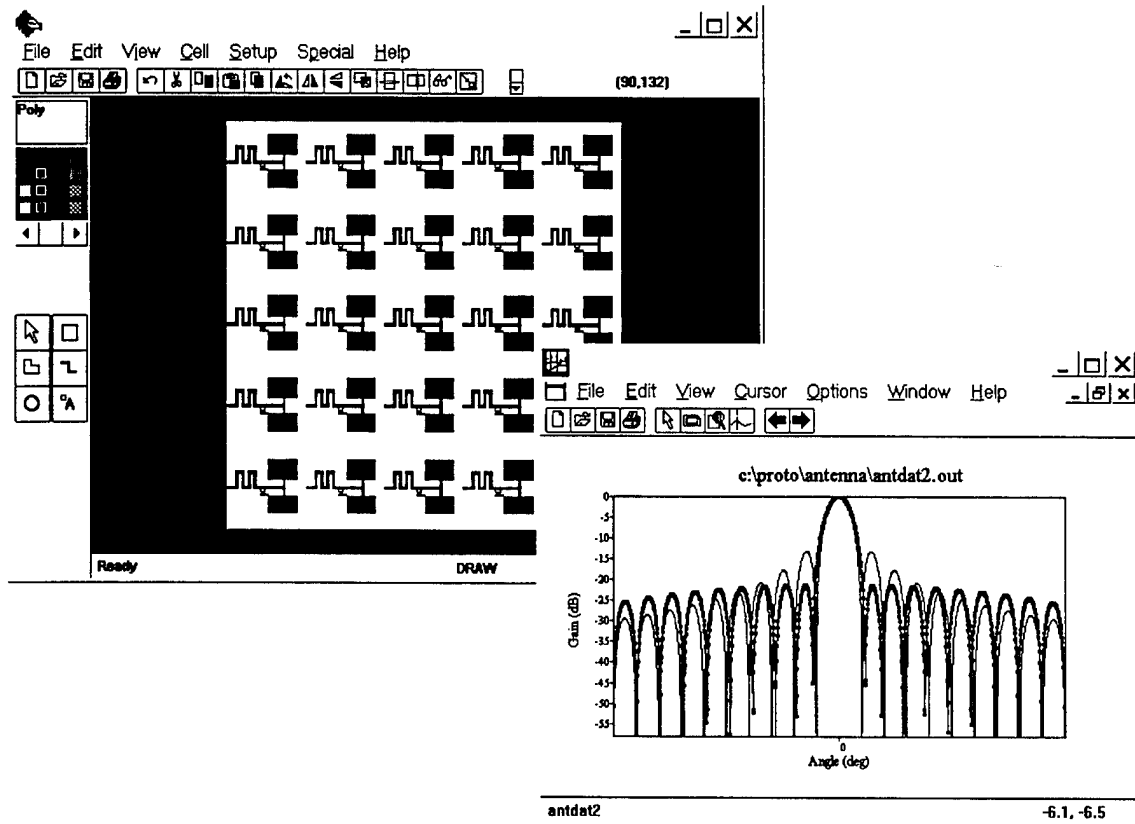 File Edit View Cell Setup Special Help
(90,132)
Poly
A
Ready DRAW
File Edit View Cursor Options Window Help
c:\proto\antenna\antdat2.out
0
-5
-10
-15
-20
-25
-30
-35
-40
-45
-50
-55
Gain (dB)
0
Angle (deg)
antdat2 -6.1, -6.5